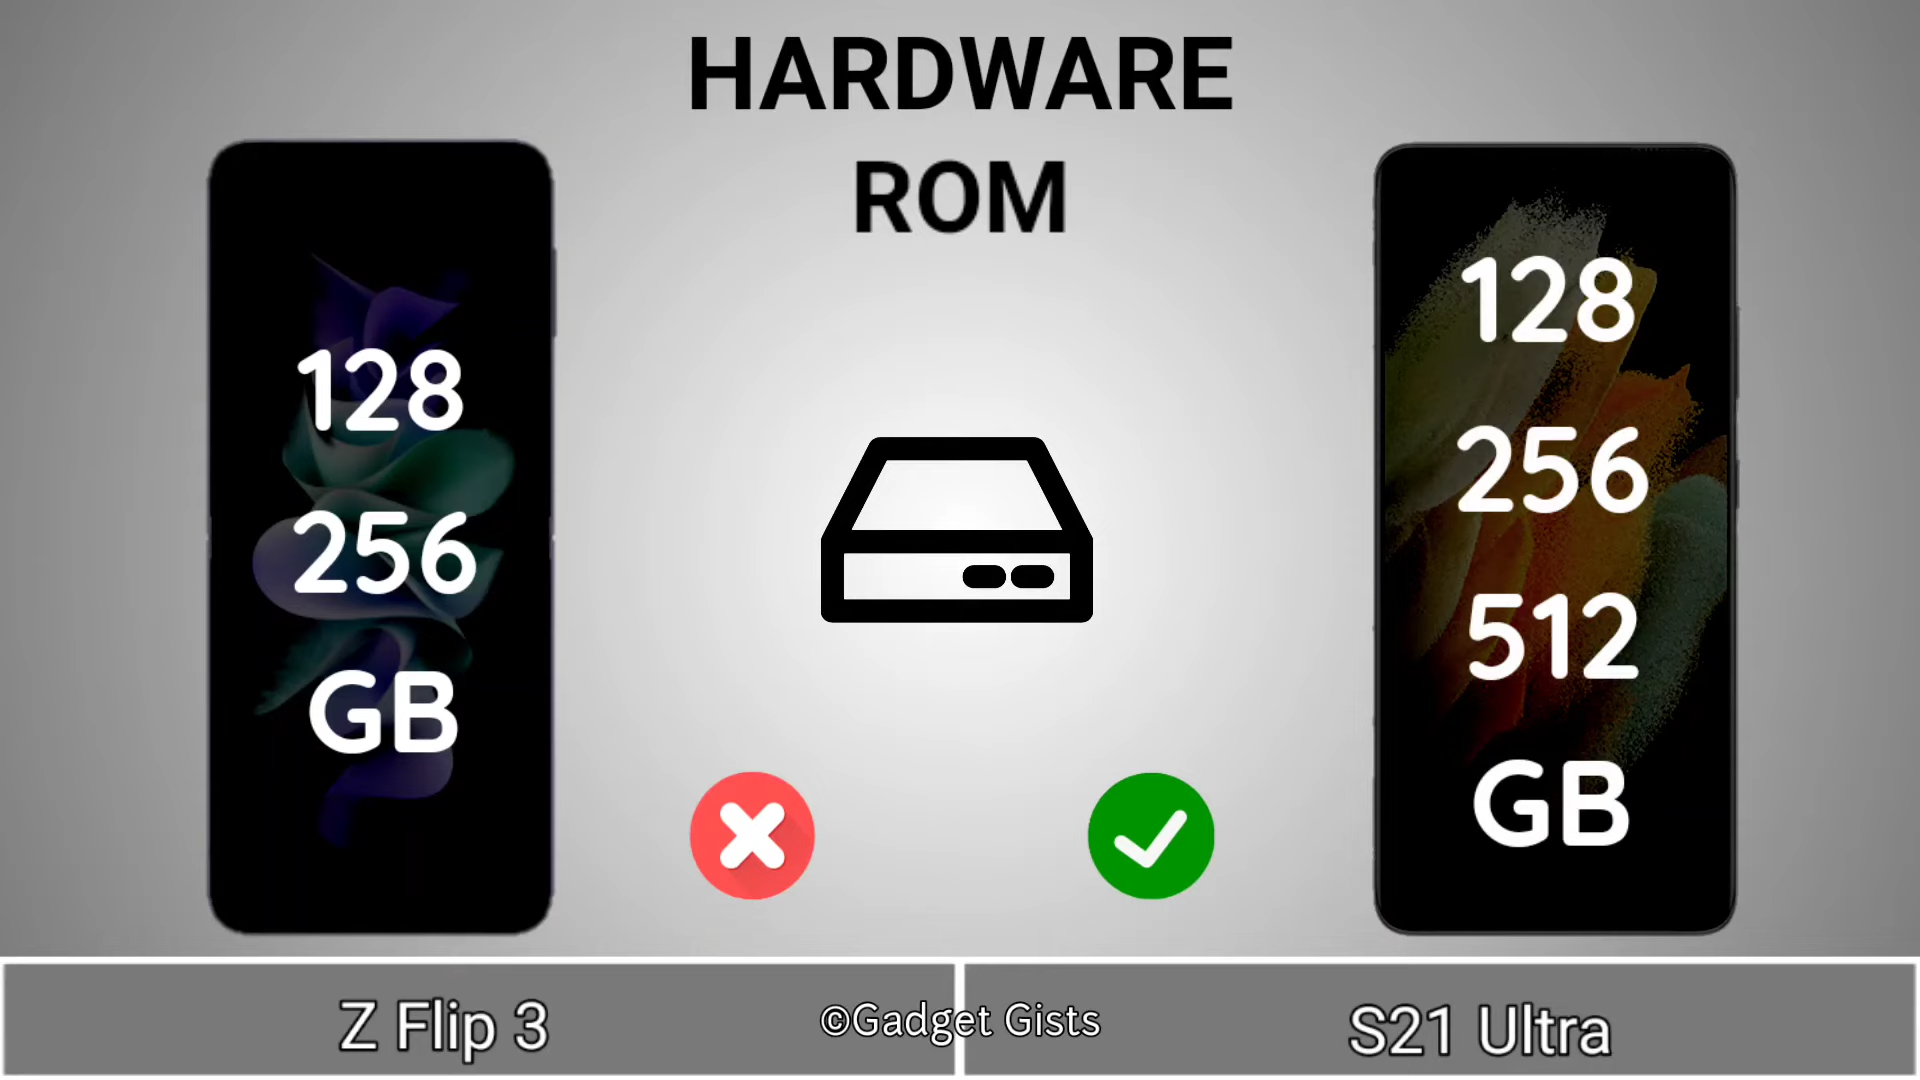 HARDWARE
ROM
128
256
GB
128
256
512
GB
Z Flip 3
©Gadget Gists
S21 Ultra